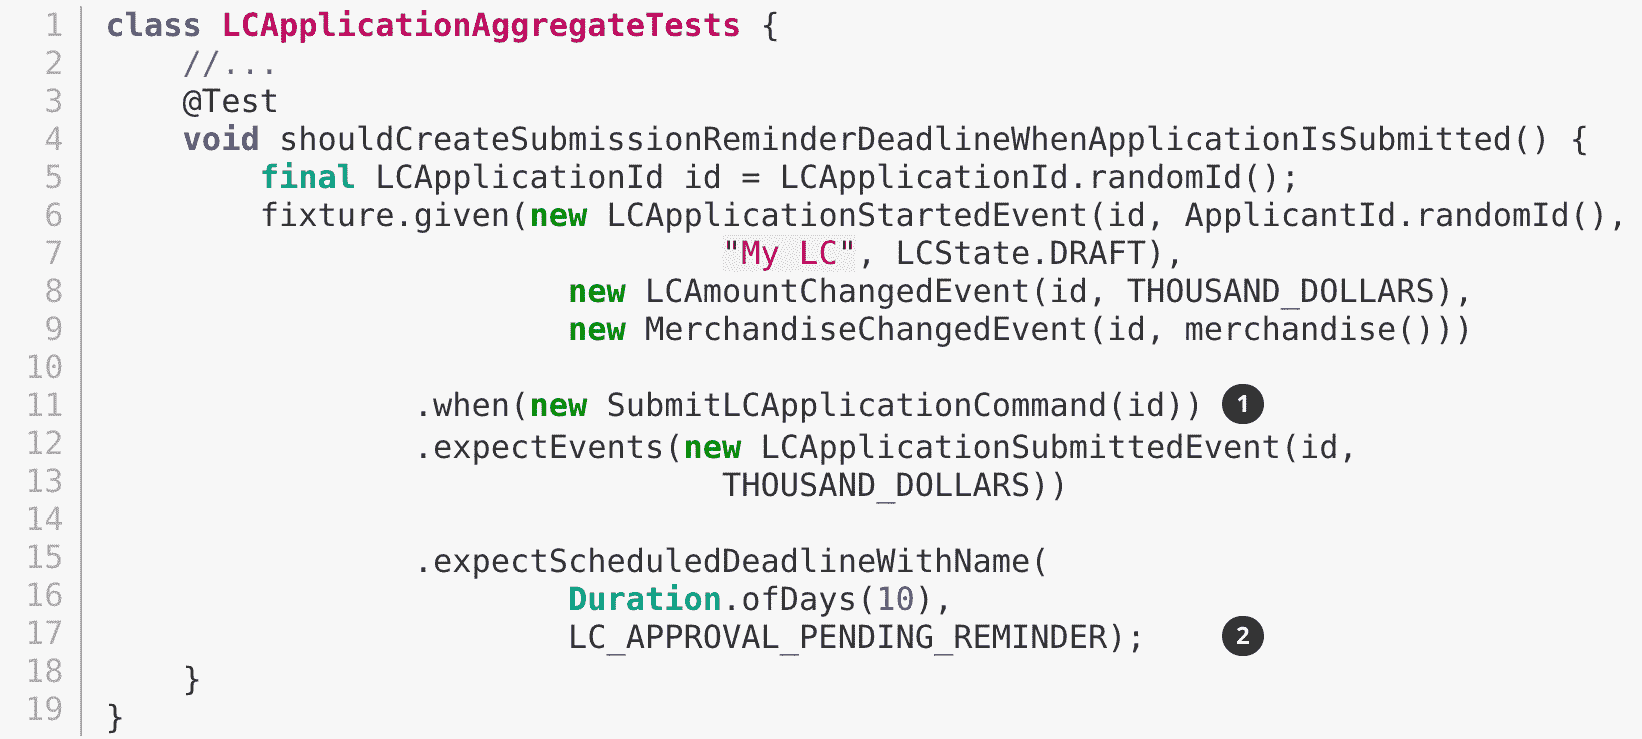 1 class LCApplicationAggregateTests {
2 //...
3 @Test
4 void shouldCreateSubmissionReminderDeadlineWhenApplicationIsSubmitted() {
5 final LCApplicationId id = LCApplicationId.randomId();
6 fixture.given(new LCApplicationStartedEvent(id, ApplicantId.randomId(),
7 "My LC", LCState.DRAFT),
8 new LCAmountChangedEvent(id, THOUSAND_DOLLARS),
9 new MerchandiseChangedEvent(id, merchandise()))
10
11 .when(new SubmitLCApplicationCommand(id)) 1
12 .expectEvents(new LCApplicationSubmittedEvent(id,
13 THOUSAND_DOLLARS))
14
15 .expectScheduledDeadlineWithName(
16 Duration.ofDays(10),
17 LC_APPROVAL_PENDING_REMINDER); 2
18 }
19 }